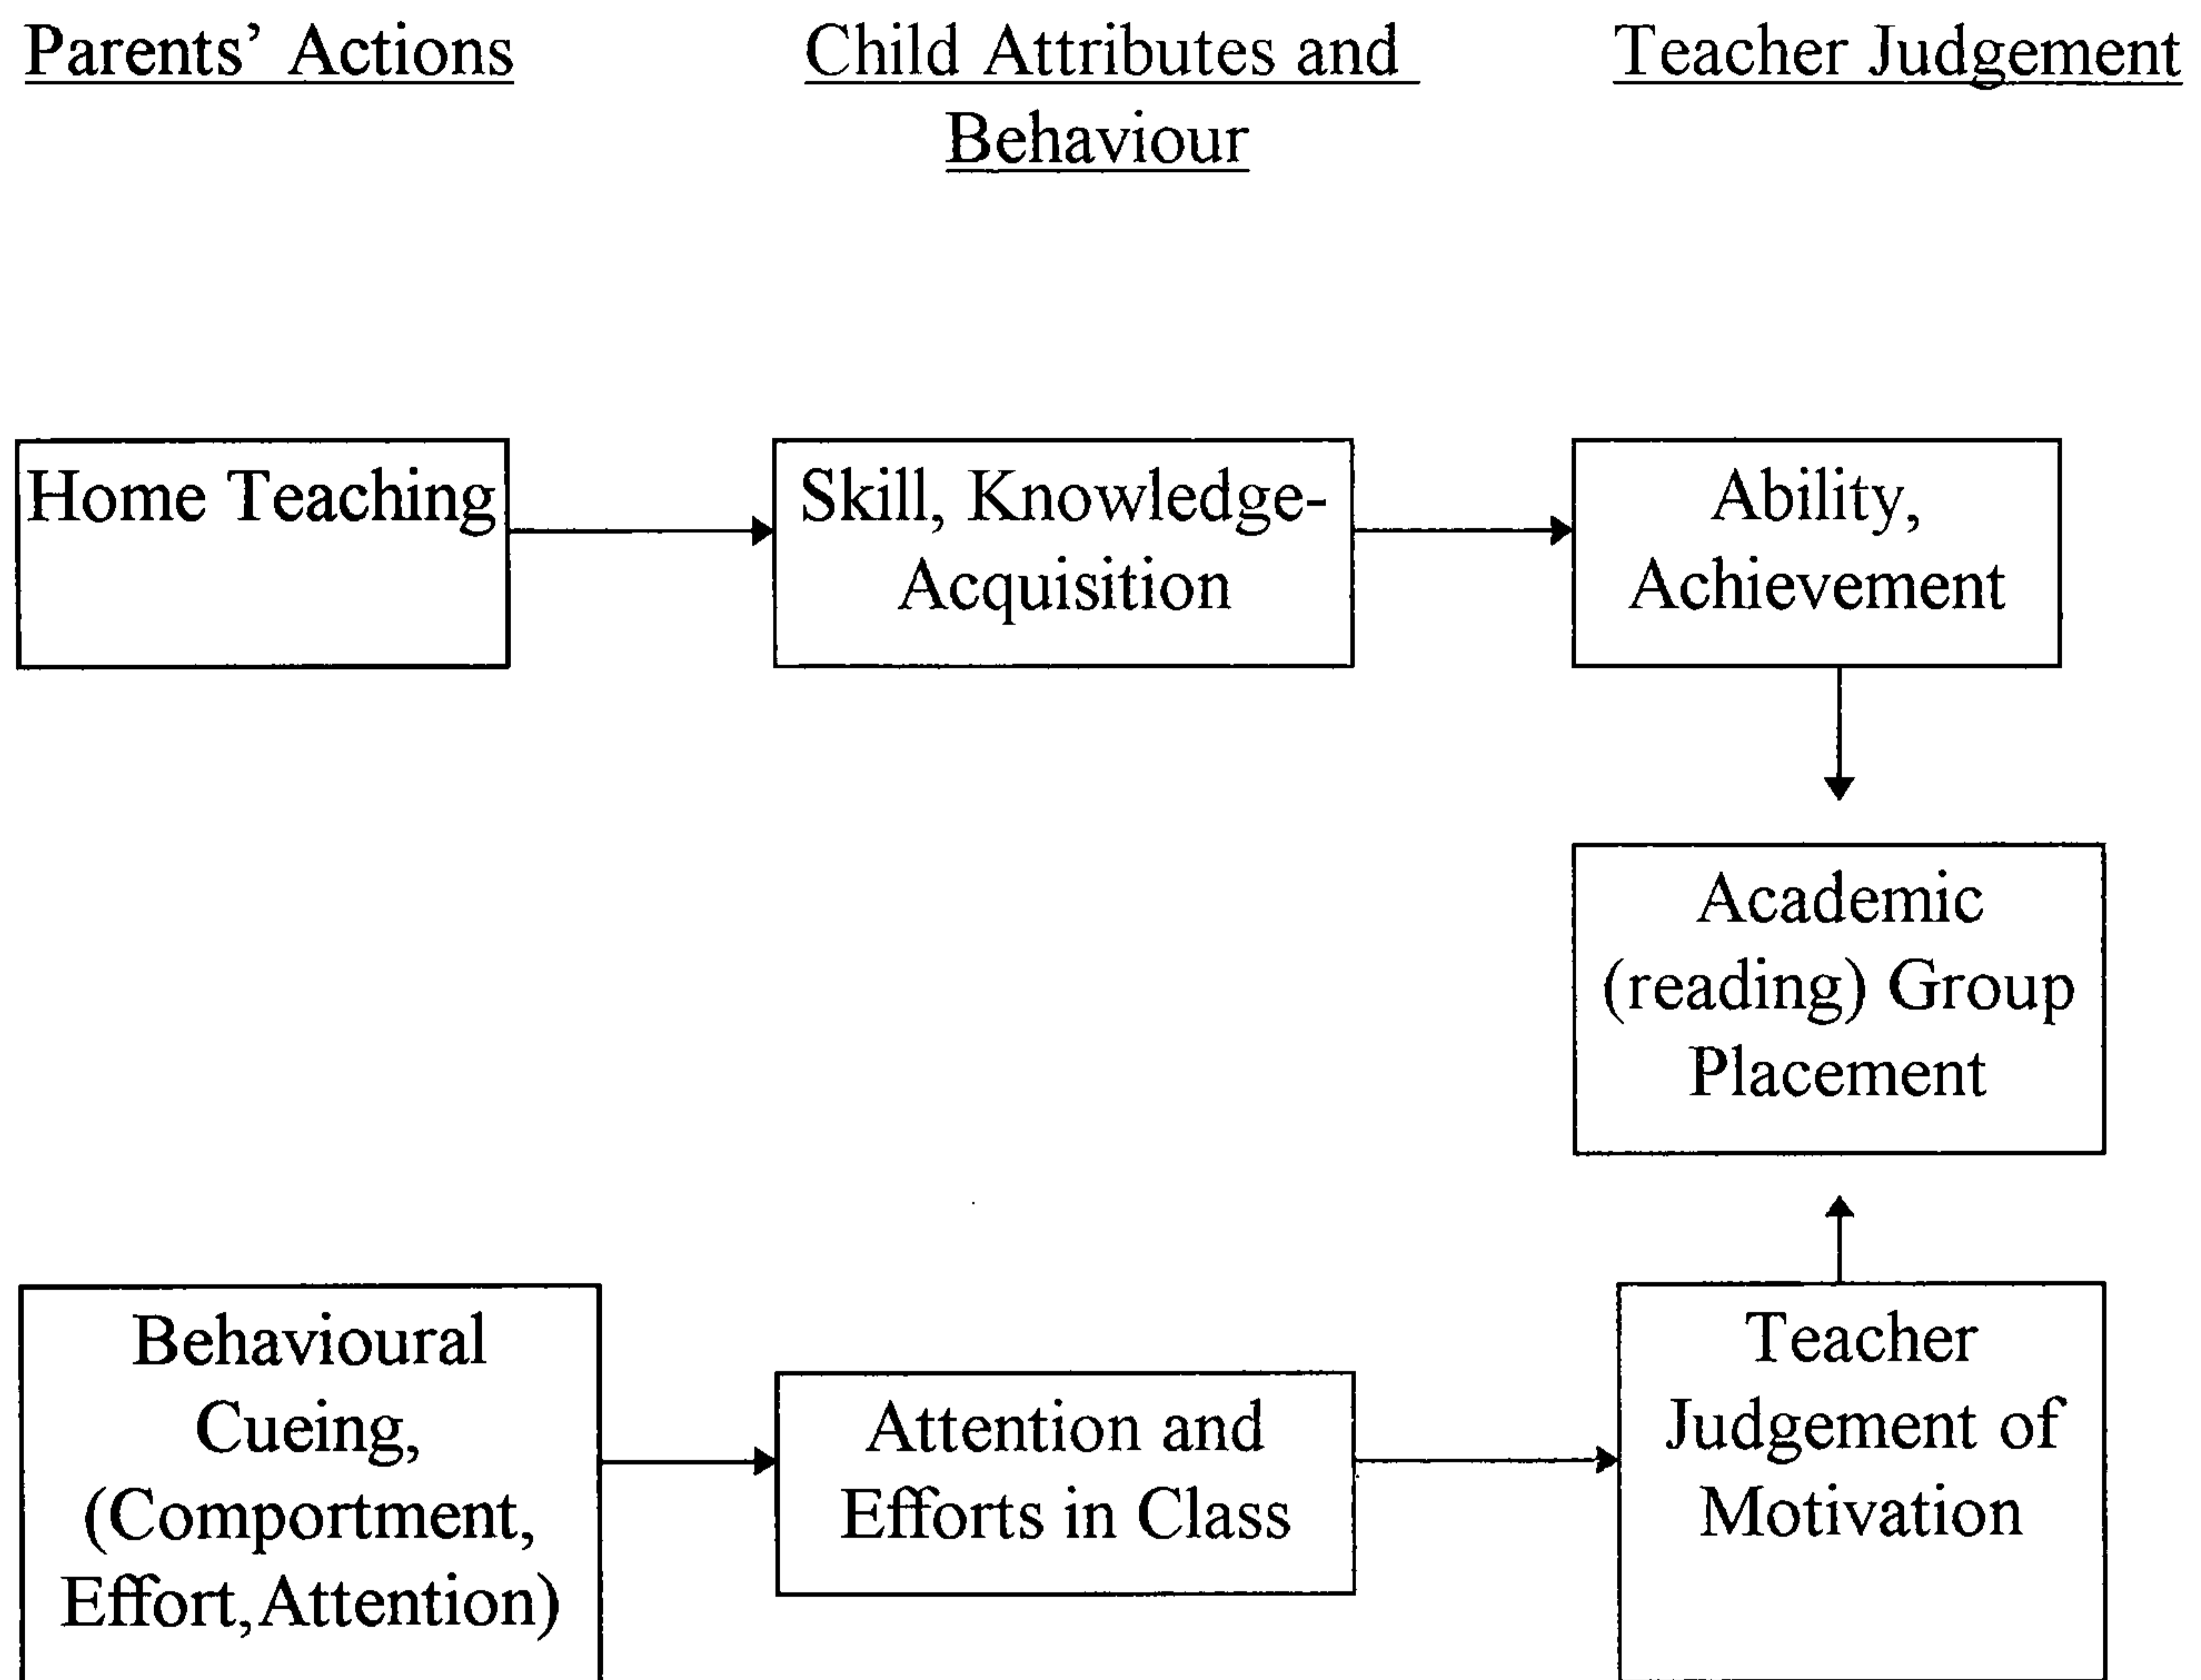 Parents' Actions
Child Attributes and
Behaviour
Teacher Judgement
Home Teaching
Skill, Knowledge-
Acquisition
Ability,
Achievement
Academic
(reading) Group
Placement
Behavioural
Cueing,
(Comportment,
Effort,Attention)
Attention and
Efforts in Class
Teacher
Judgement of
Motivation